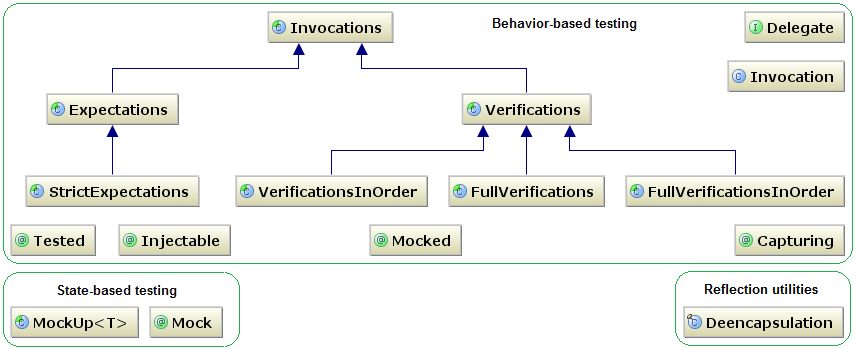 Invocations
Behavior-based testing
Delegate
Invocation
Expectations
Verifications
StrictExpectations
VerificationsInOrder
FullVerifications
FullVerificationsInOrder
@ Tested
@ Injectable
@ Mocked
@ Capturing
State-based testing
MockUp<T>
@ Mock
Reflection utilities
Deencapsulation